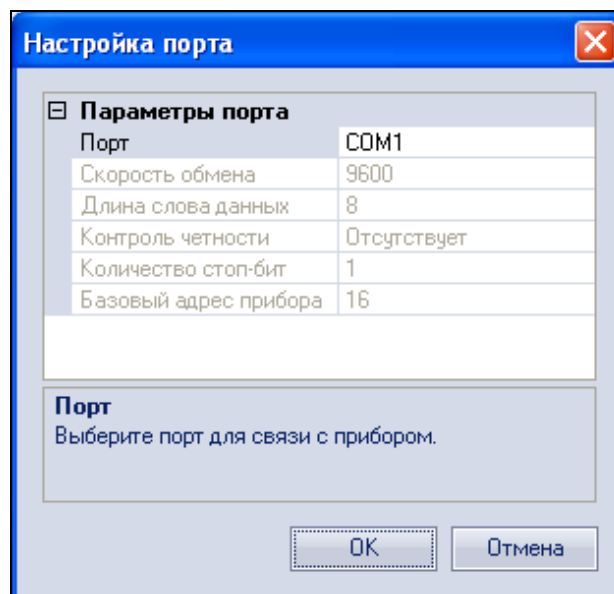 Настройка порта
Параметры порта
Порт COM1
Скорость обмена 9600
Длина слова данных 8
Контроль четности Отсутствует
Количество стоп-бит 1
Базовый адрес прибора 16
Порт
Выберите порт для связи с прибором.
OK Отмена